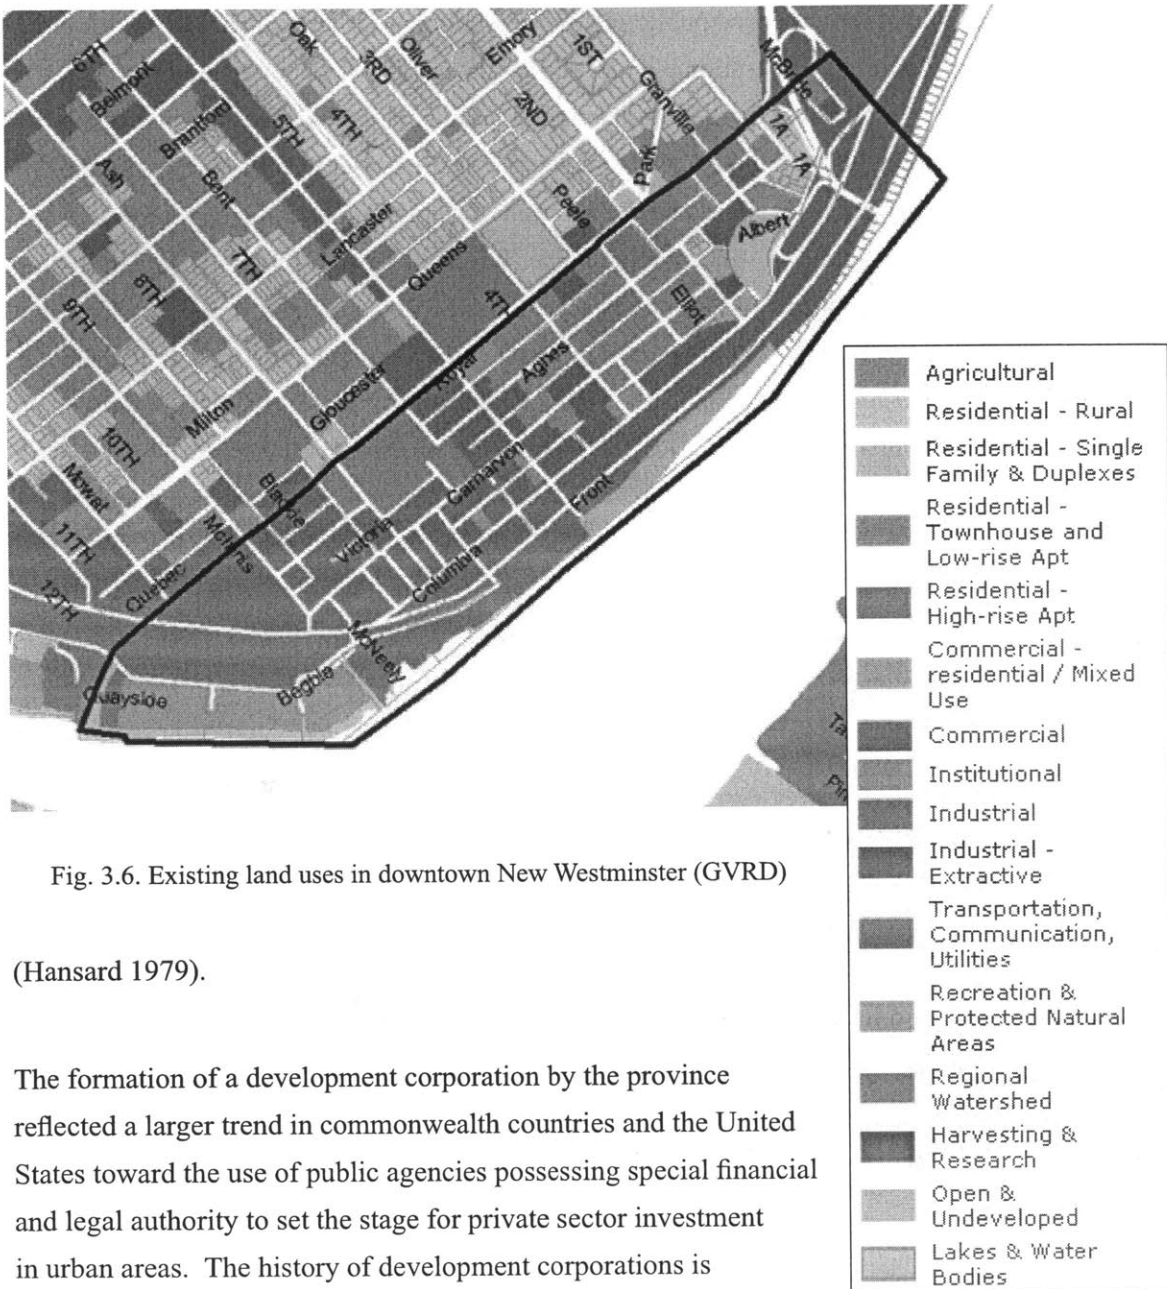 6TH
Belmont
Brantford
Ash
Bent
5TH
Oak
3RD
Oliver
4TH
Emory
1ST
2ND
Granville
McBride
1A
1A
Park
Peele
Albert
Lancaster
7TH
8TH
9TH
Queens
4TH
Elliot
Royal
Agnes
Gloucester
Milton
10TH
Mowat
11TH
12TH
Quebec
McInnis
Blackie
Victoria
Carnarvon
Front
Columbia
McNeely
Begbie
Quayside
Agricultural
Residential - Rural
Residential - Single
Family & Duplexes
Residential -
Townhouse and
Low-rise Apt
Residential -
High-rise Apt
Commercial -
residential / Mixed
Use
Commercial
Institutional
Industrial
Industrial -
Extractive
Transportation,
Communication,
Utilities
Recreation &
Protected Natural
Areas
Regional
Watershed
Harvesting &
Research
Open &
Undeveloped
Lakes & Water
Bodies
Fig. 3.6. Existing land uses in downtown New Westminster (GVRD)
(Hansard 1979).
The formation of a development corporation by the province
reflected a larger trend in commonwealth countries and the United
States toward the use of public agencies possessing special financial
and legal authority to set the stage for private sector investment
in urban areas.  The history of development corporations is